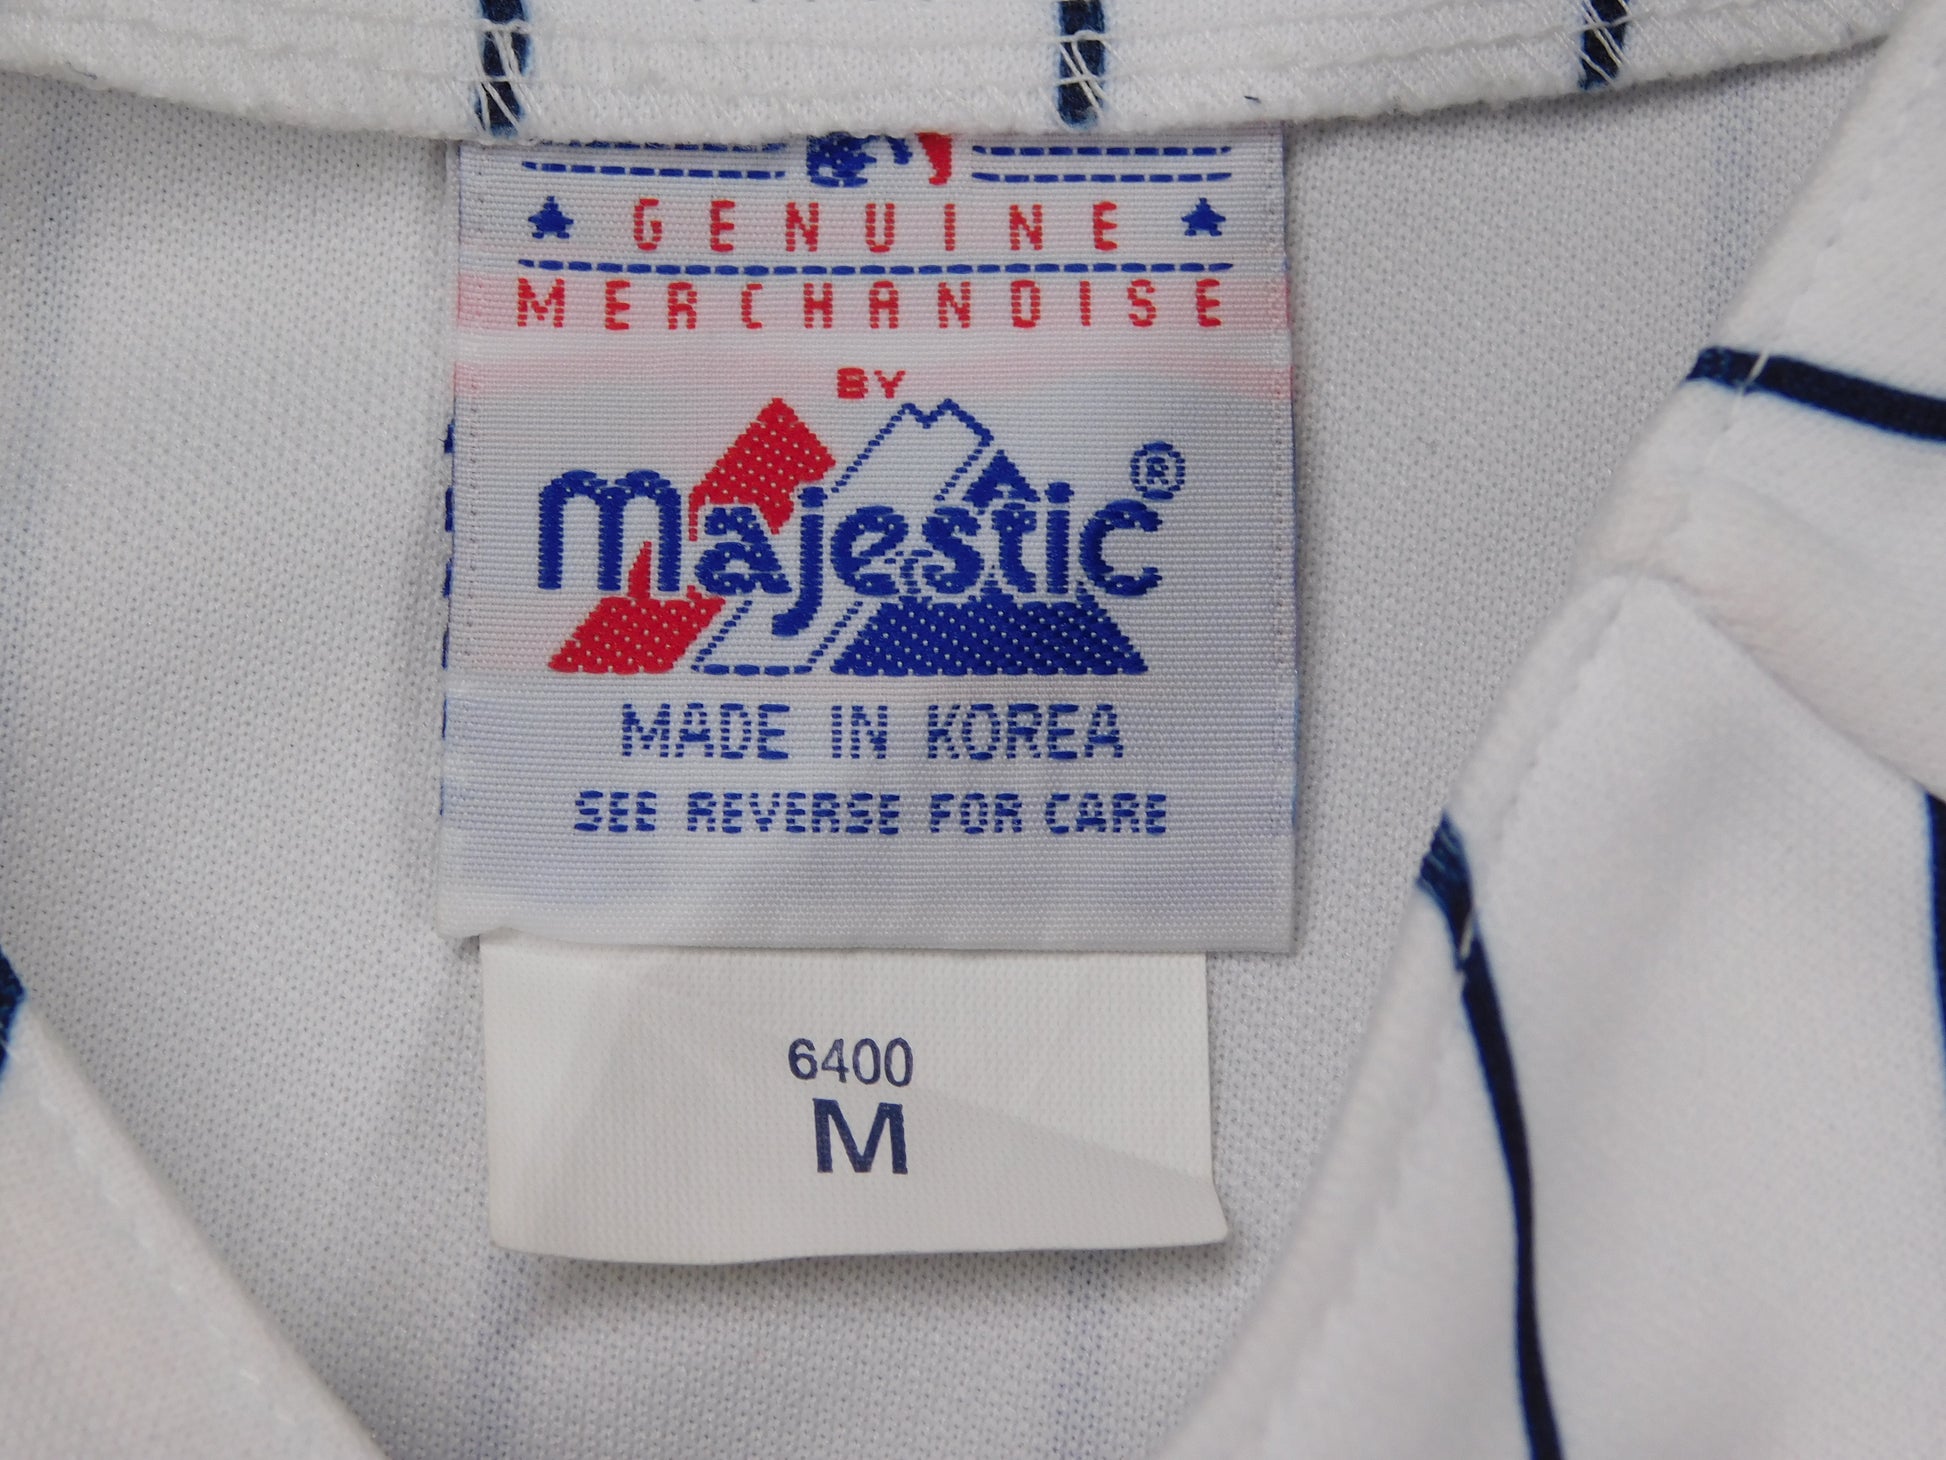 GENUINE
MERCHANDISE
BY
Majestic®
MADE IN KOREA
SEE REVERSE FOR CARE
6400
M